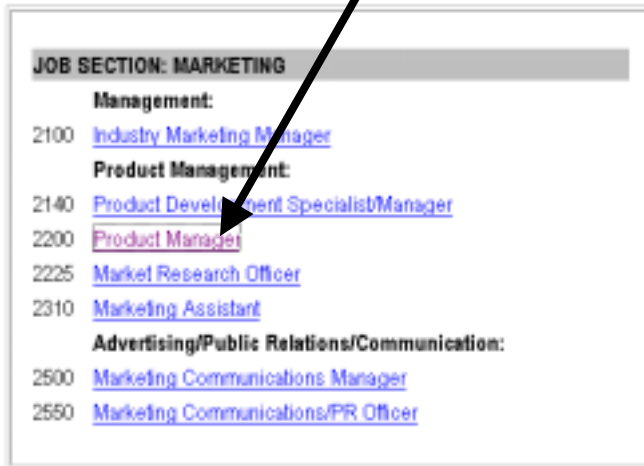 JOB SECTION: MARKETING
Management:
2100 Industry Marketing Manager
Product Management:
2140 Product Development Specialist/Manager
2200 Product Manager
2225 Market Research Officer
2310 Marketing Assistant
Advertising/Public Relations/Communication:
2500 Marketing Communications Manager
2550 Marketing Communications/PR Officer